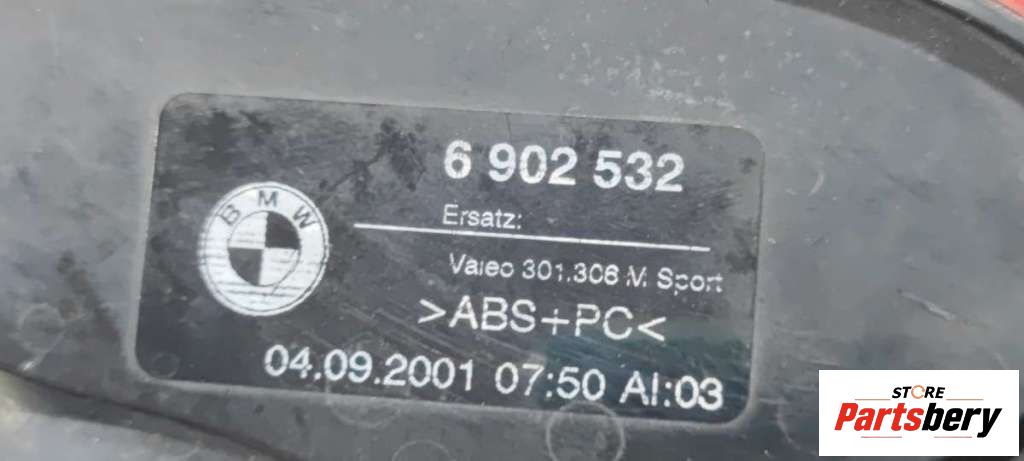 6 902 532
Ersatz:
BMW
Valeo 301.306 M Sport
>ABS+PC<
04.09.2001 07:50 AI:03
STORE
Partsbery